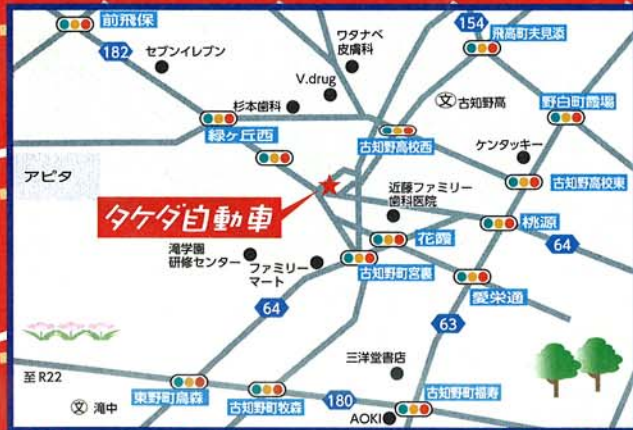 前飛保
182
セブンイレブン
ワタナベ
皮膚科
V.drug
杉本歯科
緑ヶ丘西
154
飛高町夫見添
文 古知野高
野白町霞場
古知野高校西
ケンタッキー
古知野高校東
アピタ
タケダ自動車
近藤ファミリー
歯科医院
桃源
64
花霞
滝学園
研修センター
ファミリー
マート
古知野町宮裏
愛栄通
64
63
至 R22
三洋堂書店
東野町鳥森
文 滝中
古知野町牧森
180
古知野町福寿
AOKI